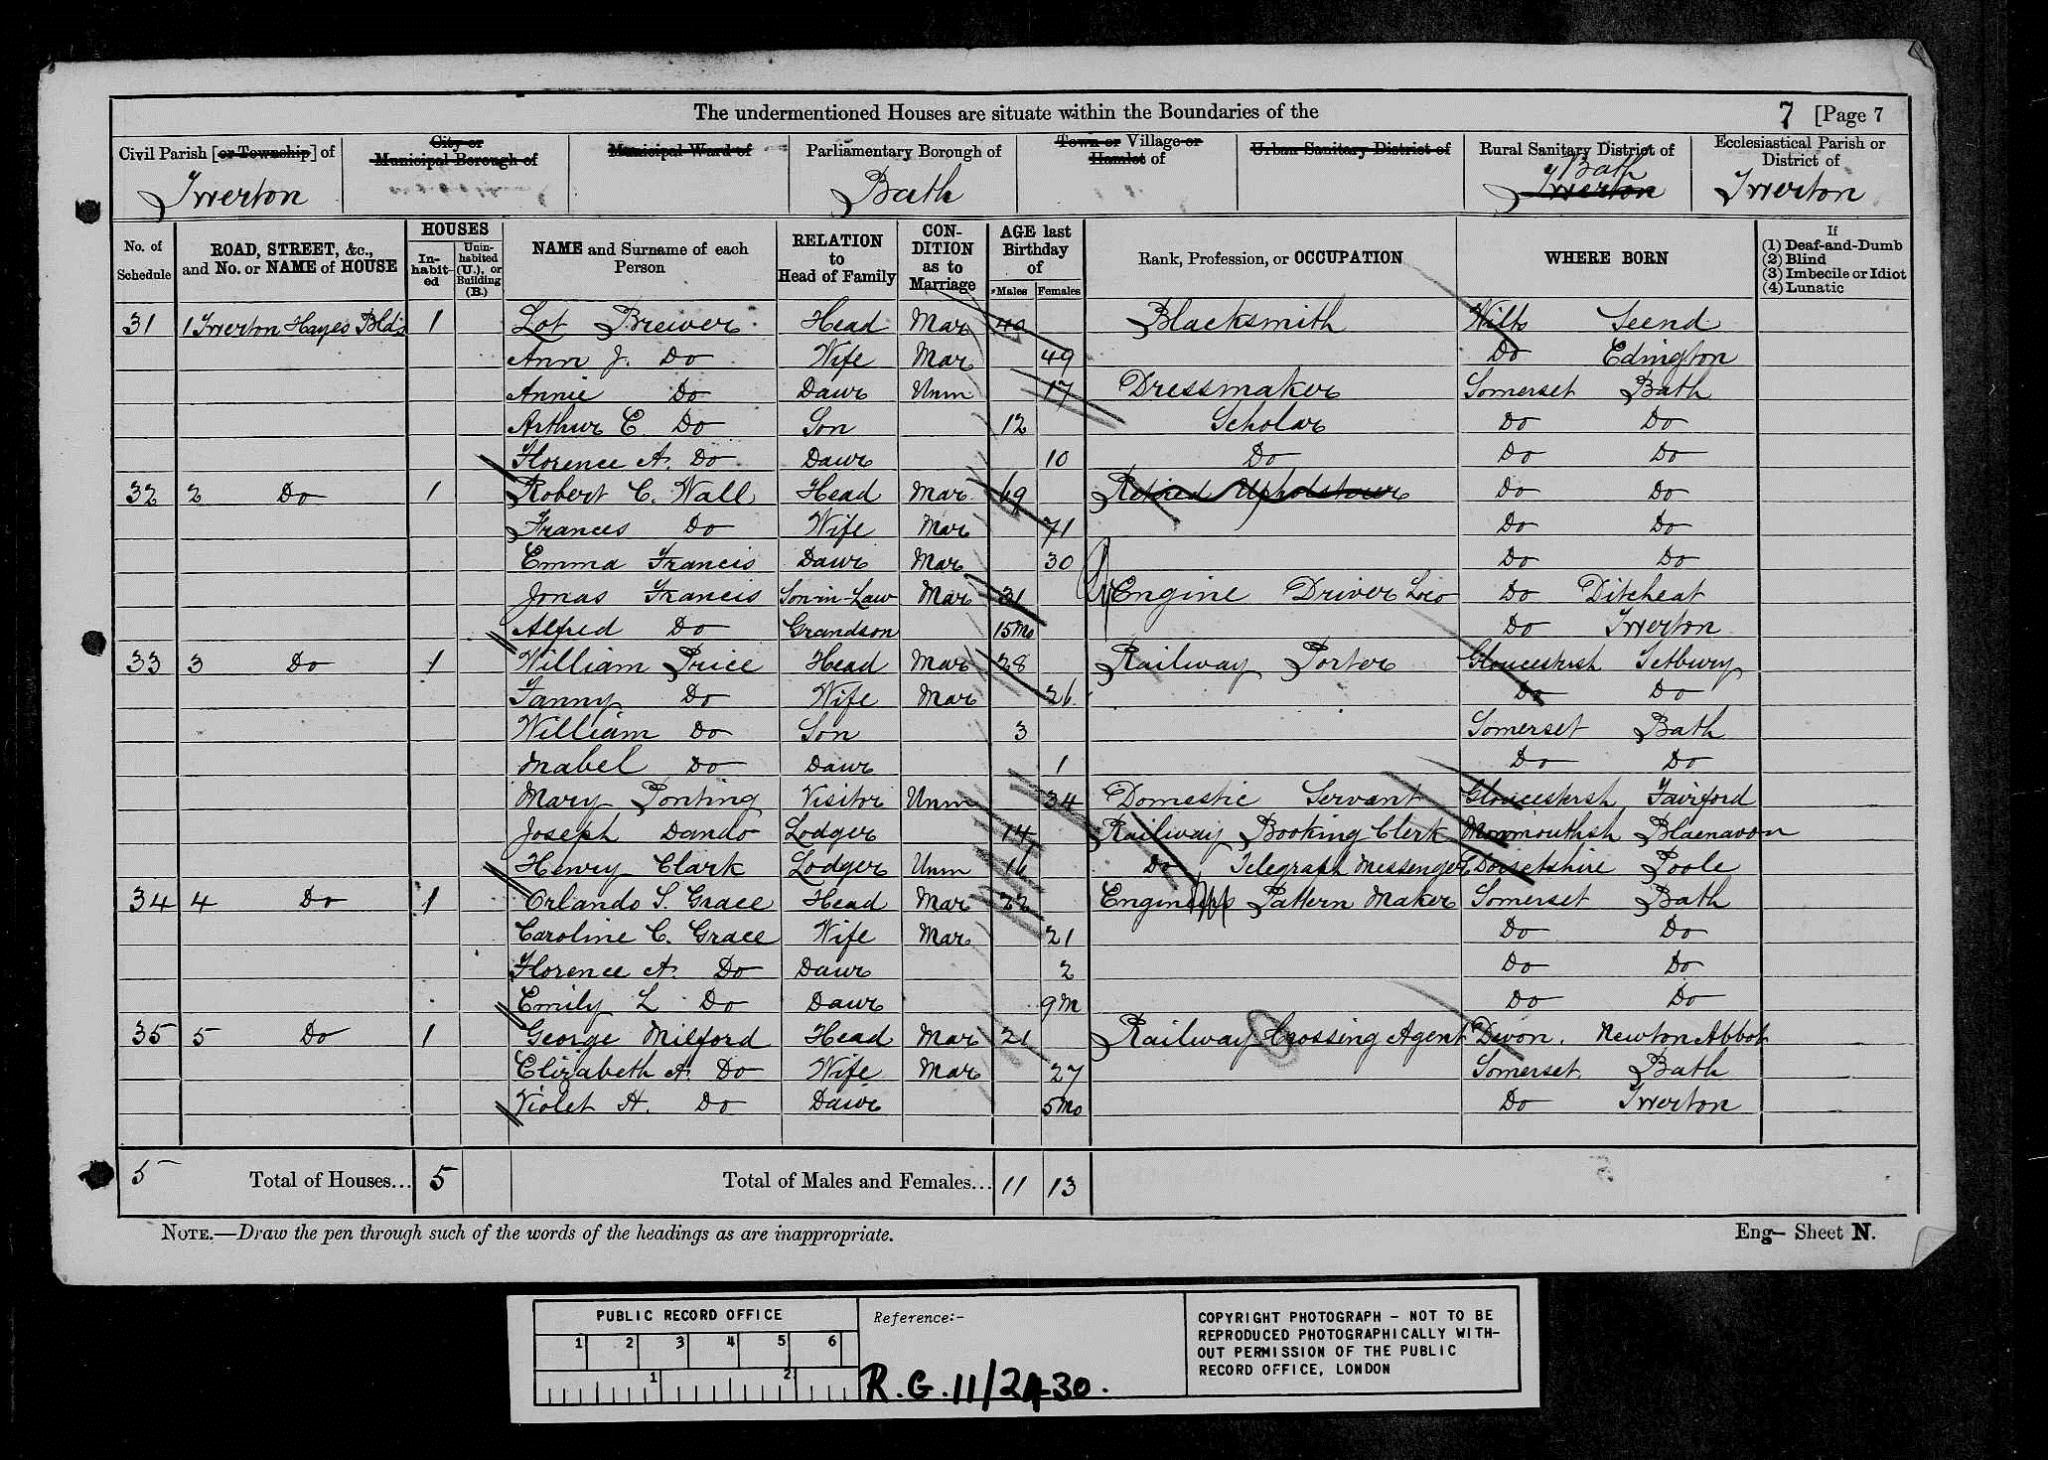 The undermentioned Houses are situate within the Boundaries of the 7 [Page 7
Civil Parish [or Township] of City or Municipal Borough of Municipal Ward of Parliamentary Borough of Town or Village or Hamlet of Urban Sanitary District of Rural Sanitary District of Ecclesiastical Parish or District of
Twerton Bath Bath Twerton Twerton
No. of Schedule ROAD, STREET, &c., and No. or NAME of HOUSE HOUSES Inhabited Uninhabited (U.), or Building (B.) NAME and Surname of each Person RELATION to Head of Family CONDITION as to Marriage AGE last Birthday of Males Females Rank, Profession, or OCCUPATION WHERE BORN If (1) Deaf-and-Dumb (2) Blind (3) Imbecile or Idiot (4) Lunatic
31 1 Twerton Hayes Blds 1 Lot Brewer Head Mar Blacksmith Wilts Seend
Ann J. Do Wife Mar 49 Do Edington
Annie Do Daur Unm 17 Dressmaker Somerset Bath
Arthur E. Do Son 12 Scholar Do Do
Florence A. Do Daur 10 Do Do Do
32 2 Do 1 Robert C. Wall Head Mar 69 Retired Upholsterer Do Do
Frances Do Wife Mar 71 Do Do
Emma Francis Daur Mar 30 Do Do
Jonas Francis Son-in-Law Mar 31 Engine Driver Loco Do Ditcheat
Alfred Do Grandson 15Mo Do Twerton
33 3 Do 1 William Price Head Mar 28 Railway Porter Gloucestersh Tetbury
Fanny Do Wife Mar 26 Do Do
William Do Son 3 Somerset Bath
Mabel Do Daur 1 Do Do
Mary Ponting Visitor Unm 34 Domestic Servant Gloucestersh Fairford
Joseph Dando Lodger 14 Railway Booking Clerk Monmouthsh Blaenavon
Henry Clark Lodger Unm 16 Do Telegraph Messenger Dorsetshire Poole
34 4 Do 1 Orlando S. Grace Head Mar 22 Engineers Pattern Maker Somerset Bath
Caroline C. Grace Wife Mar 21 Do Do
Florence A. Do Daur 2 Do Do
Emily L Do Daur 9M Do Do
35 5 Do 1 George Milford Head Mar 21 Railway Crossing Agent Devon. Newton Abbot
Elizabeth A. Do Wife Mar 27 Somerset. Bath
Violet H. Do Daur 5Mo Do Twerton
5 Total of Houses... 5 Total of Males and Females... 11 13
NOTE.—Draw the pen through such of the words of the headings as are inappropriate. Eng— Sheet N.
PUBLIC RECORD OFFICE
1 2 3 4 5 6
1 2
Reference:-
R.G. 11/2430.
COPYRIGHT PHOTOGRAPH - NOT TO BE
REPRODUCED PHOTOGRAPHICALLY WITH-
OUT PERMISSION OF THE PUBLIC
RECORD OFFICE, LONDON